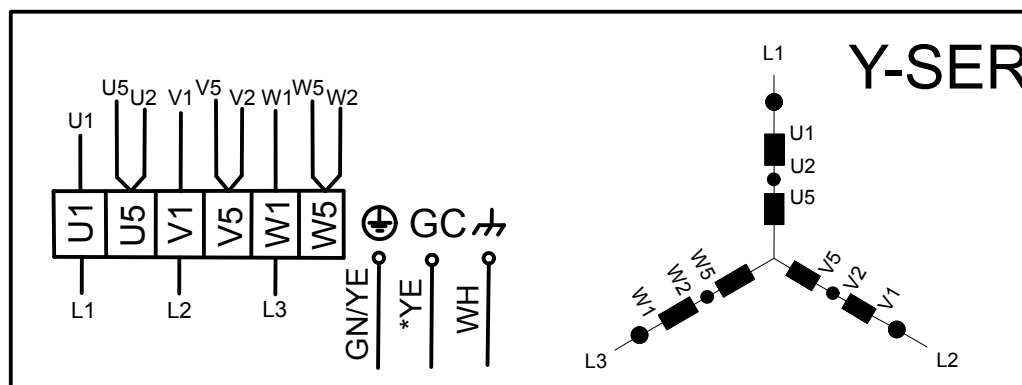 Y-SER
U1 U5 U2 V1 V5 V2 W1 W5 W2
U1 U5 V1 V5 W1 W5
L1 L2 L3
GC
GN/YE *YE WH
L1
U1
U2
U5
W1 W2 W5
V5 V2 V1
L3
L2